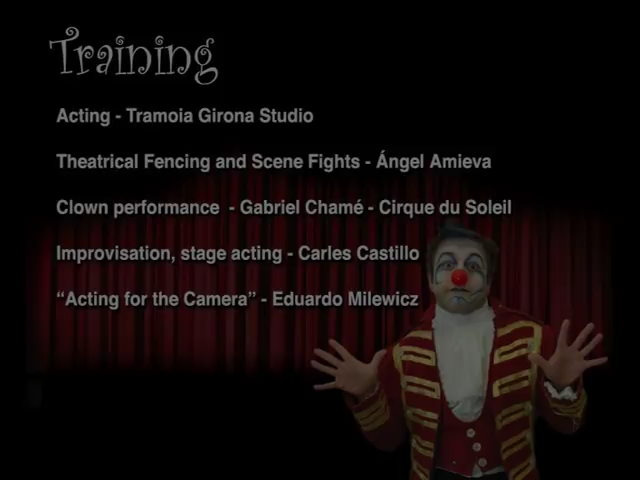 Training
Acting - Tramoia Girona Studio
Theatrical Fencing and Scene Fights - Ángel Amieva
Clown performance - Gabriel Chamé - Cirque du Soleil
Improvisation, stage acting - Carles Castillo
“Acting for the Camera” - Eduardo Milewicz